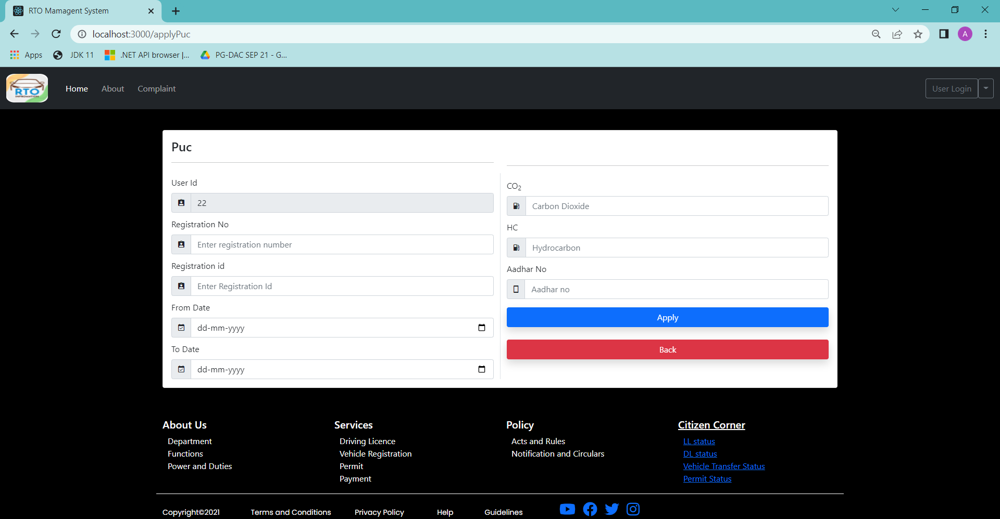 RTO Mamagent System
localhost:3000/applyPuc
A
Apps JDK 11 .NET API browser |... PG-DAC SEP 21 - G...
RTO
Home About Complaint User Login
Puc
User Id
22
Registration No
Enter registration number
Registration id
Enter Registration Id
From Date
dd-mm-yyyy
To Date
dd-mm-yyyy
CO2
Carbon Dioxide
HC
Hydrocarbon
Aadhar No
Aadhar no
Apply
Back
About Us
Department
Functions
Power and Duties
Services
Driving Licence
Vehicle Registration
Permit
Payment
Policy
Acts and Rules
Notification and Circulars
Citizen Corner
LL status
DL status
Vehicle Transfer Status
Permit Status
Copyright©2021 Terms and Conditions Privacy Policy Help Guidelines